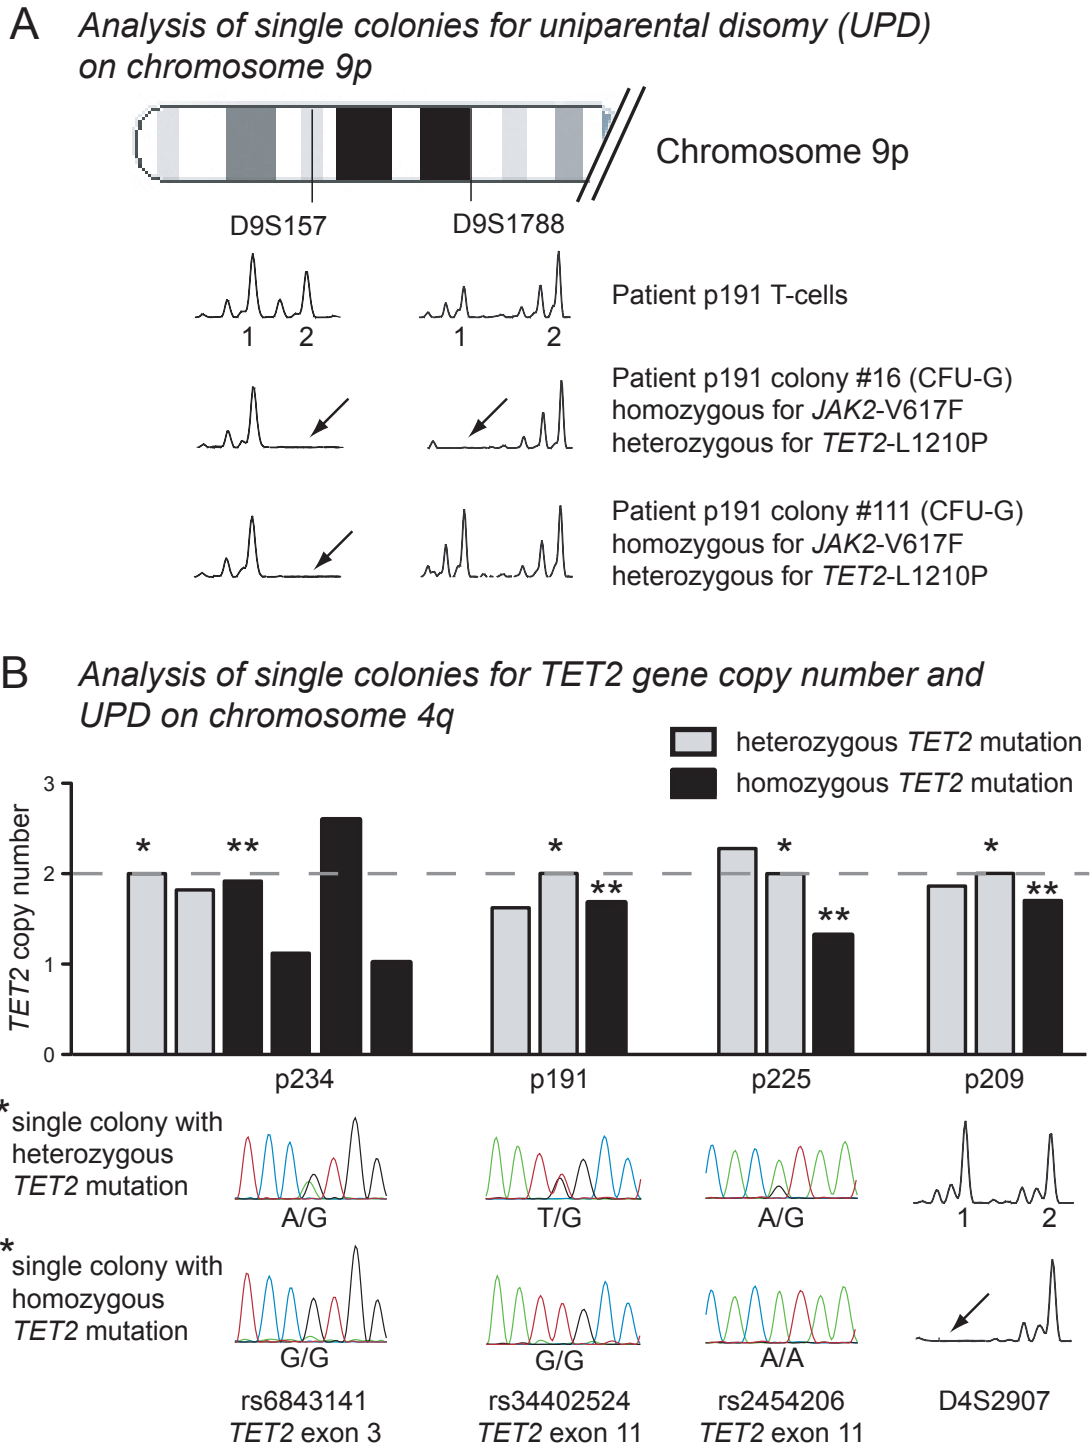 A Analysis of single colonies for uniparental disomy (UPD)
on chromosome 9p
Chromosome 9p
D9S157 D9S1788
Patient p191 T-cells
1 2 1 2
Patient p191 colony #16 (CFU-G)
homozygous for JAK2-V617F
heterozygous for TET2-L1210P
Patient p191 colony #111 (CFU-G)
homozygous for JAK2-V617F
heterozygous for TET2-L1210P
B Analysis of single colonies for TET2 gene copy number and
UPD on chromosome 4q
heterozygous TET2 mutation
homozygous TET2 mutation
TET2 copy number
3
2
1
0
* ** * ** * ** * **
p234 p191 p225 p209
* single colony with
heterozygous
TET2 mutation
A/G T/G A/G 1 2
* single colony with
homozygous
TET2 mutation
G/G G/G A/A
rs6843141 rs34402524 rs2454206 D4S2907
TET2 exon 3 TET2 exon 11 TET2 exon 11